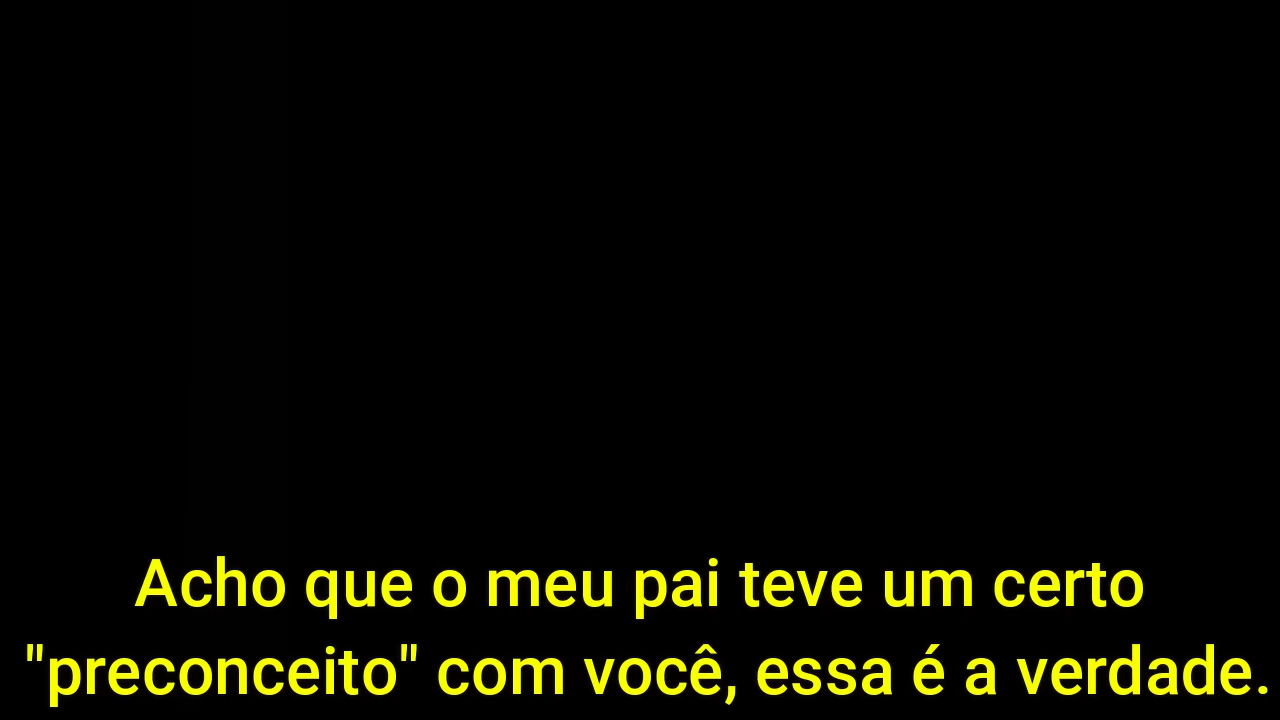 Acho que o meu pai teve um certo
"preconceito" com você, essa é a verdade.